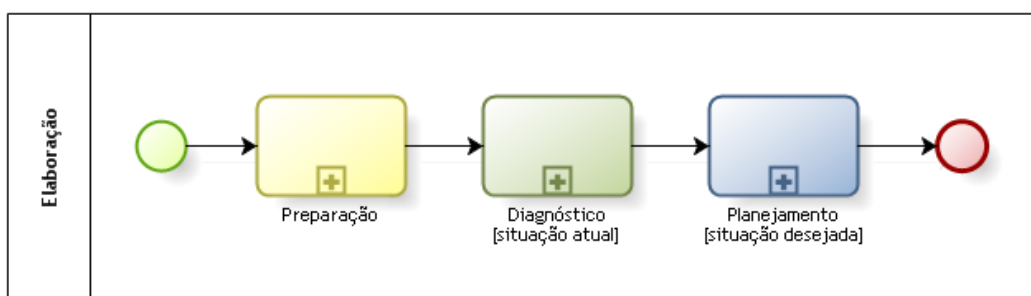 Elaboração
Preparação
Diagnóstico
[situação atual]
Planejamento
[situação desejada]